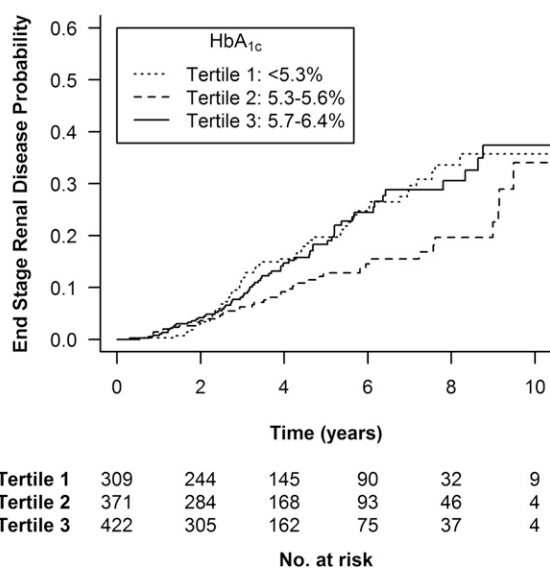 HbA1c
Tertile 1: <5.3%
Tertile 2: 5.3-5.6%
Tertile 3: 5.7-6.4%
End Stage Renal Disease Probability
0.6
0.5
0.4
0.3
0.2
0.1
0.0
0 2 4 6 8 10
Time (years)
Tertile 1 309 244 145 90 32 9
Tertile 2 371 284 168 93 46 4
Tertile 3 422 305 162 75 37 4
No. at risk